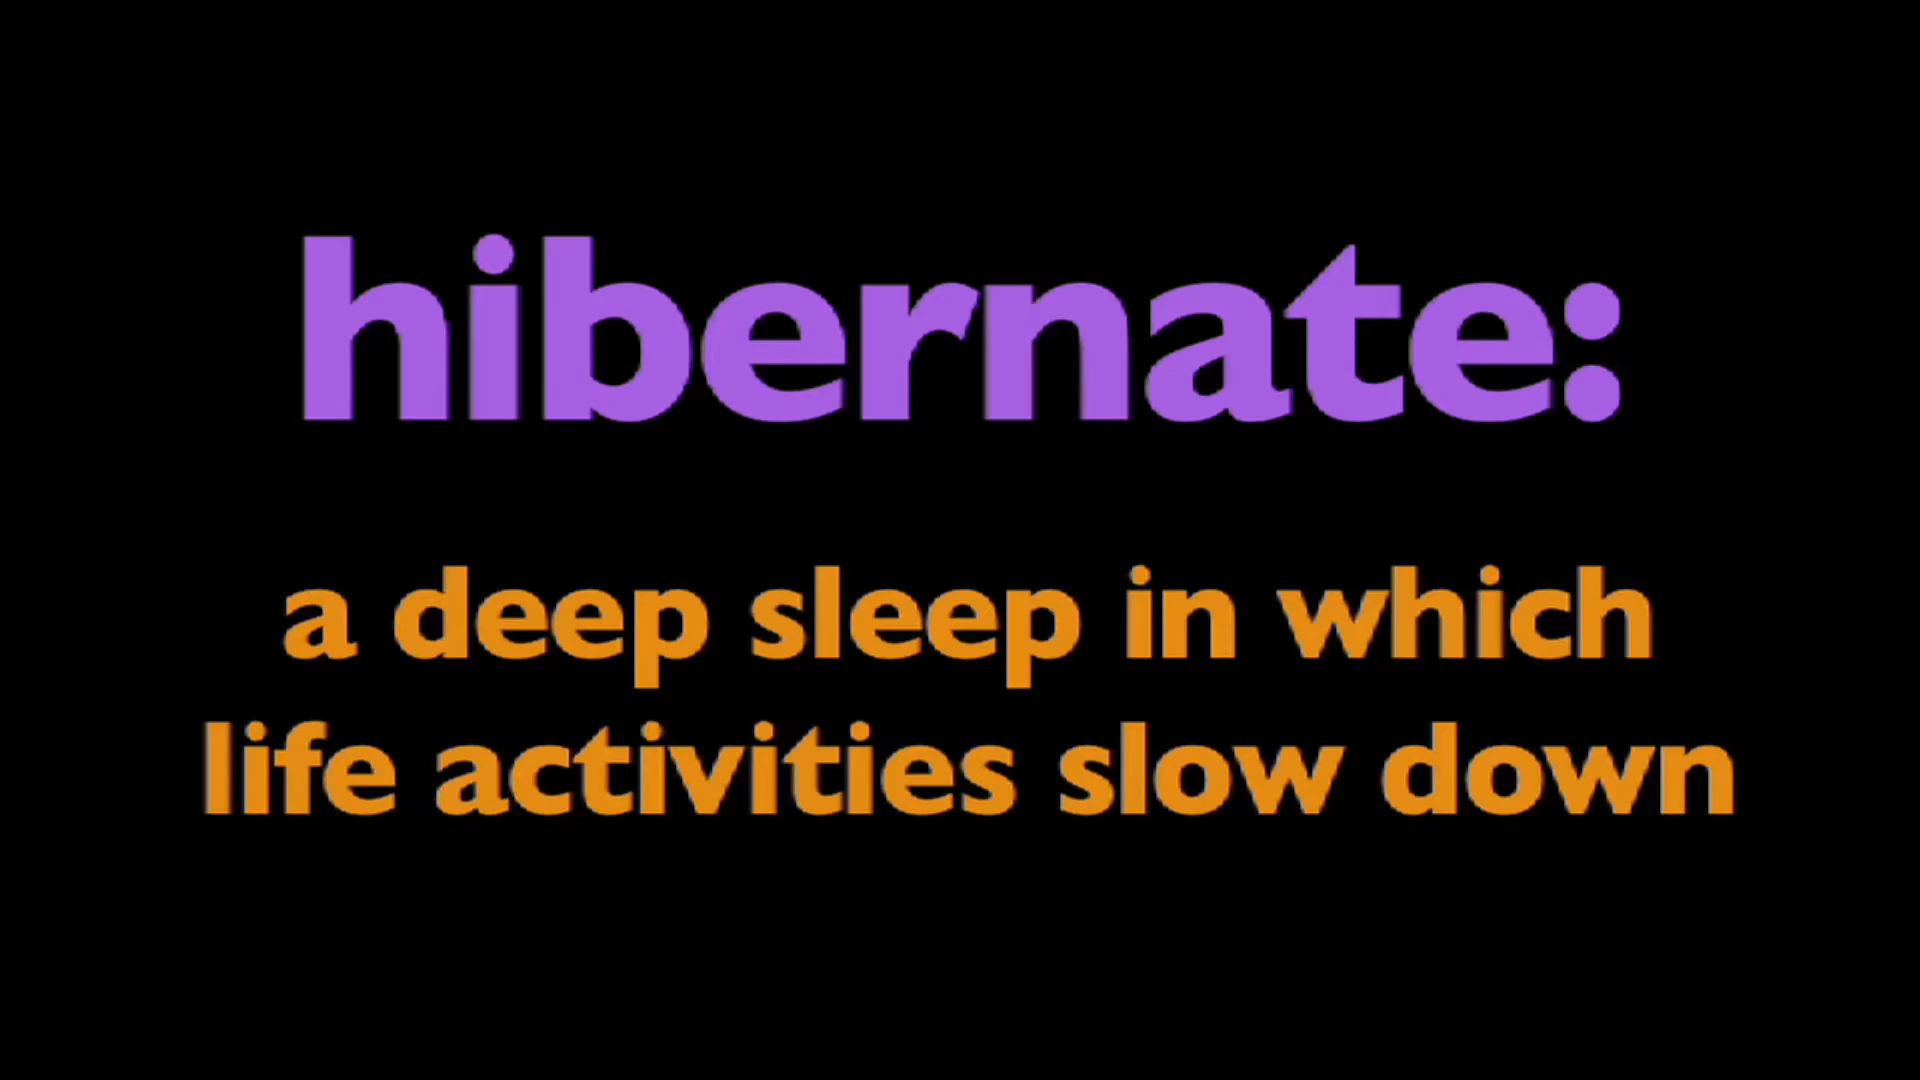 hibernate:
a deep sleep in which
life activities slow down